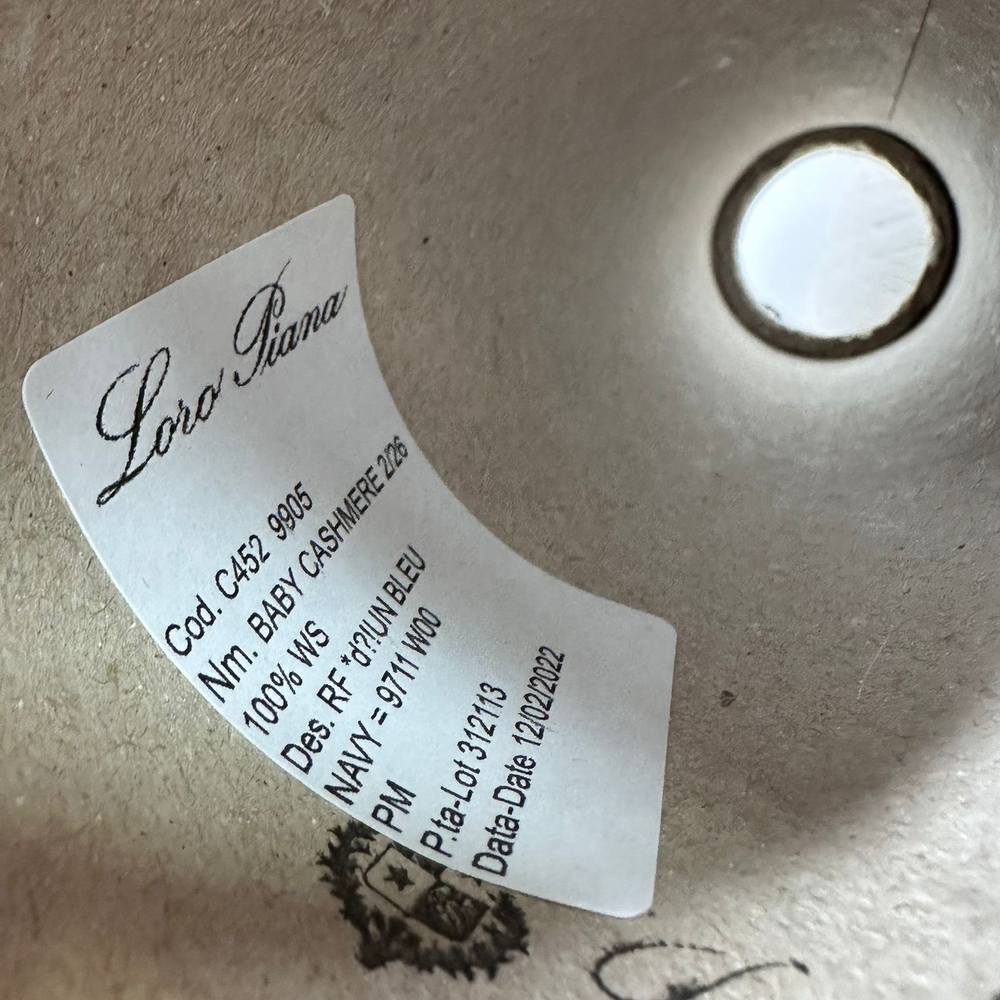 Loro Piana
Cod. C452 9905
Nm. BABY CASHMERE 2/26
100% WS
Des. RF *d?!UN BLEU
NAVY = 9711 W00
PM
P.ta-Lot 312113
Data-Date 12/02/2022